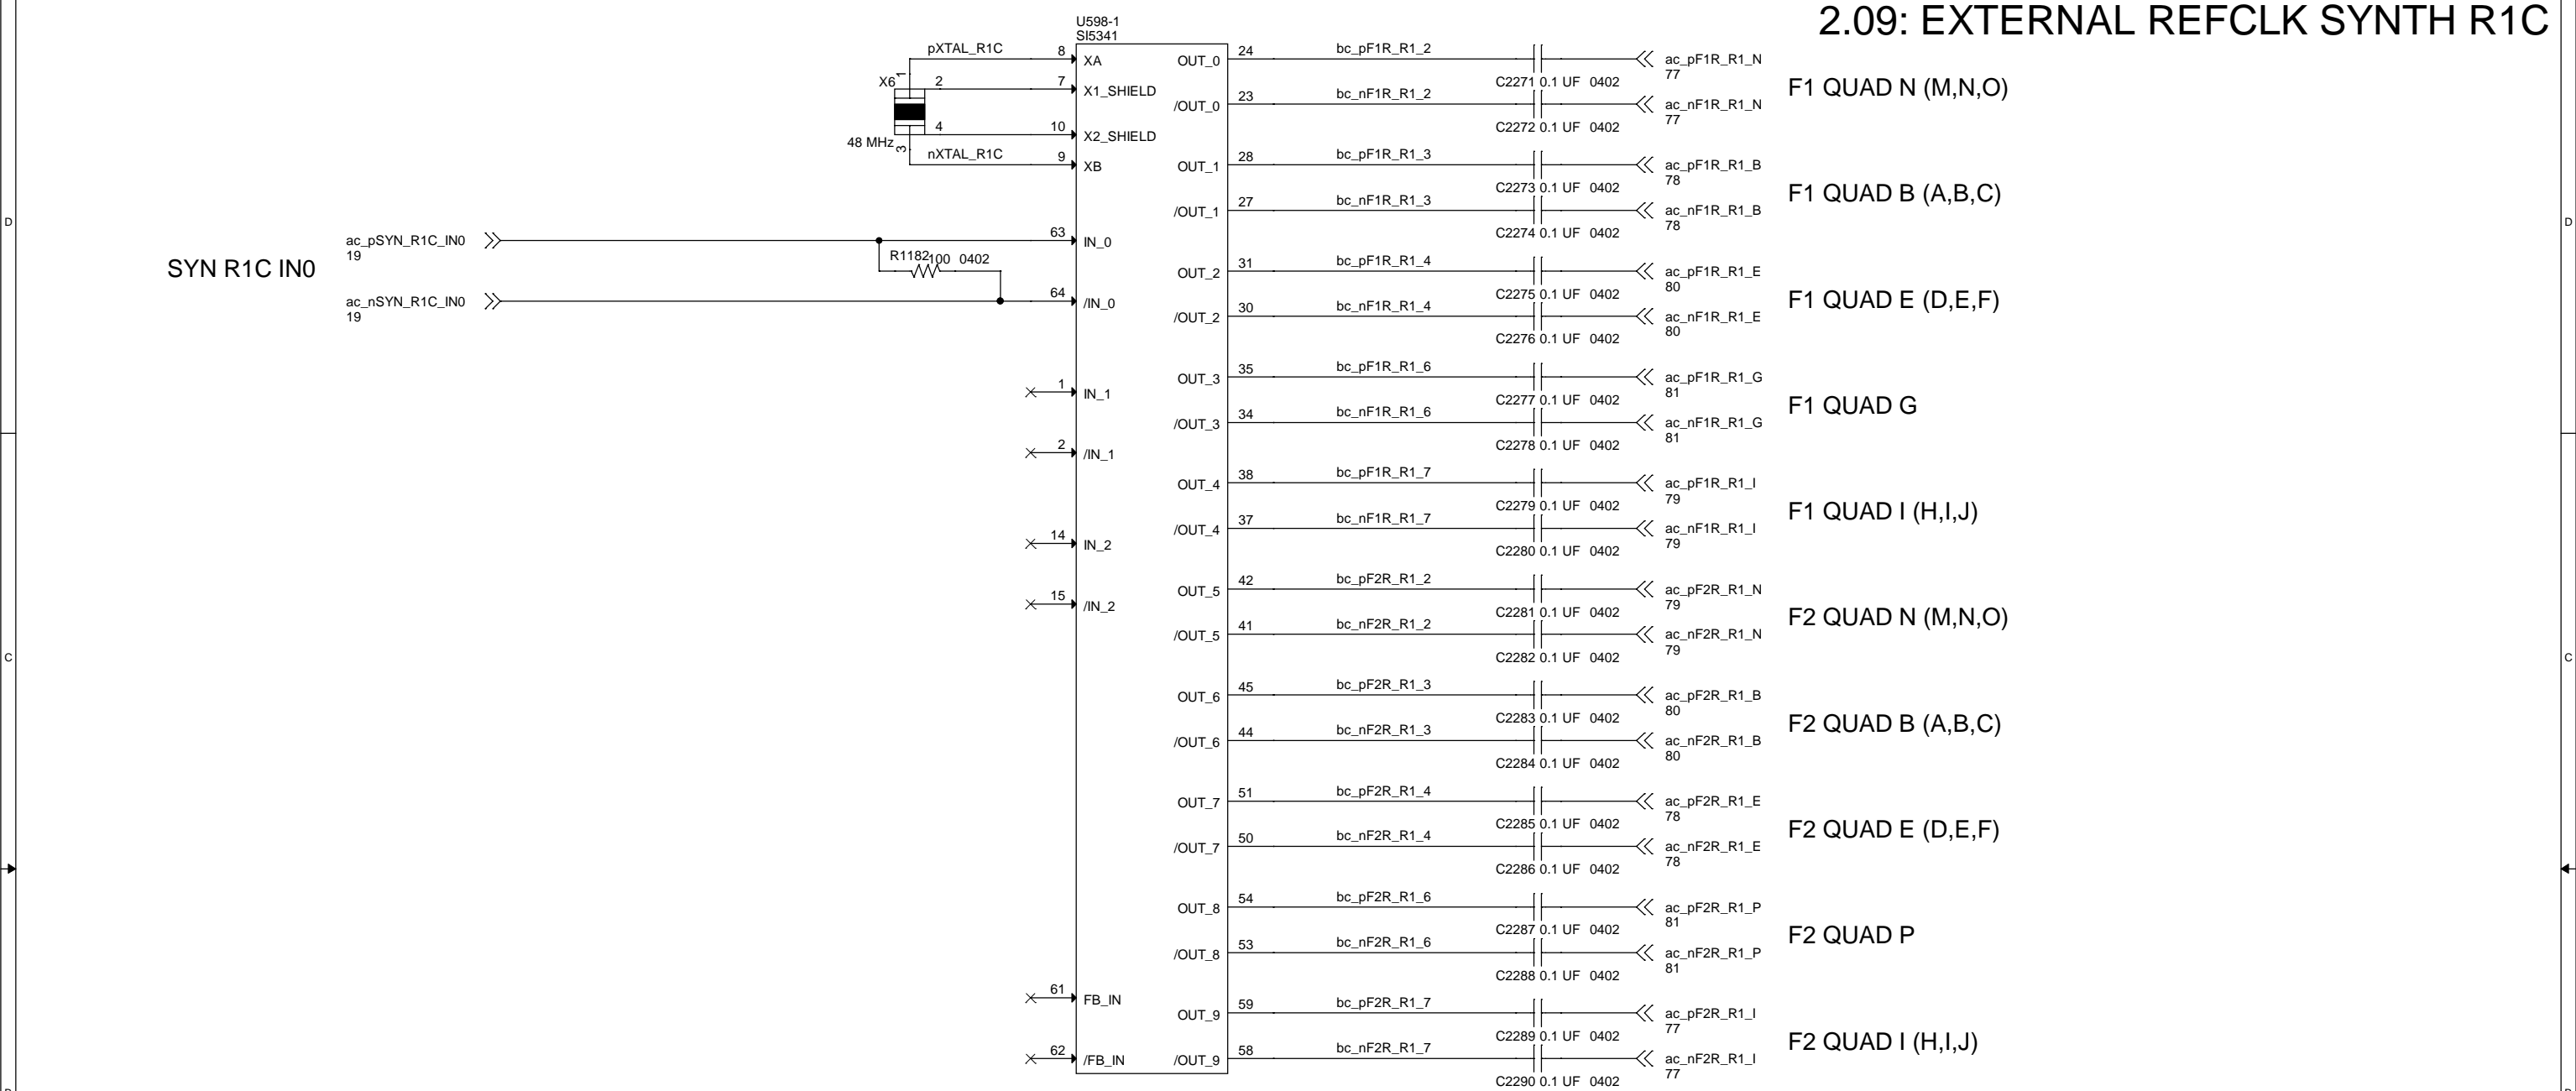 2.09: EXTERNAL REFCLK SYNTH R1C
U598-1
SI5341
X6
48 MHz
1
2
4
3
pXTAL_R1C
nXTAL_R1C
8 XA
7 X1_SHIELD
10 X2_SHIELD
9 XB
SYN R1C IN0
ac_pSYN_R1C_IN0
19
ac_nSYN_R1C_IN0
19
R1182 100 0402
63 IN_0
64 /IN_0
1 IN_1
2 /IN_1
14 IN_2
15 /IN_2
61 FB_IN
62 /FB_IN
OUT_0 24 bc_pF1R_R1_2 C2271 0.1 UF 0402 ac_pF1R_R1_N
77
/OUT_0 23 bc_nF1R_R1_2 C2272 0.1 UF 0402 ac_nF1R_R1_N
77
F1 QUAD N (M,N,O)
OUT_1 28 bc_pF1R_R1_3 C2273 0.1 UF 0402 ac_pF1R_R1_B
78
/OUT_1 27 bc_nF1R_R1_3 C2274 0.1 UF 0402 ac_nF1R_R1_B
78
F1 QUAD B (A,B,C)
OUT_2 31 bc_pF1R_R1_4 C2275 0.1 UF 0402 ac_pF1R_R1_E
80
/OUT_2 30 bc_nF1R_R1_4 C2276 0.1 UF 0402 ac_nF1R_R1_E
80
F1 QUAD E (D,E,F)
OUT_3 35 bc_pF1R_R1_6 C2277 0.1 UF 0402 ac_pF1R_R1_G
81
/OUT_3 34 bc_nF1R_R1_6 C2278 0.1 UF 0402 ac_nF1R_R1_G
81
F1 QUAD G
OUT_4 38 bc_pF1R_R1_7 C2279 0.1 UF 0402 ac_pF1R_R1_I
79
/OUT_4 37 bc_nF1R_R1_7 C2280 0.1 UF 0402 ac_nF1R_R1_I
79
F1 QUAD I (H,I,J)
OUT_5 42 bc_pF2R_R1_2 C2281 0.1 UF 0402 ac_pF2R_R1_N
79
/OUT_5 41 bc_nF2R_R1_2 C2282 0.1 UF 0402 ac_nF2R_R1_N
79
F2 QUAD N (M,N,O)
OUT_6 45 bc_pF2R_R1_3 C2283 0.1 UF 0402 ac_pF2R_R1_B
80
/OUT_6 44 bc_nF2R_R1_3 C2284 0.1 UF 0402 ac_nF2R_R1_B
80
F2 QUAD B (A,B,C)
OUT_7 51 bc_pF2R_R1_4 C2285 0.1 UF 0402 ac_pF2R_R1_E
78
/OUT_7 50 bc_nF2R_R1_4 C2286 0.1 UF 0402 ac_nF2R_R1_E
78
F2 QUAD E (D,E,F)
OUT_8 54 bc_pF2R_R1_6 C2287 0.1 UF 0402 ac_pF2R_R1_P
81
/OUT_8 53 bc_nF2R_R1_6 C2288 0.1 UF 0402 ac_nF2R_R1_P
81
F2 QUAD P
OUT_9 59 bc_pF2R_R1_7 C2289 0.1 UF 0402 ac_pF2R_R1_I
77
/OUT_9 58 bc_nF2R_R1_7 C2290 0.1 UF 0402 ac_nF2R_R1_I
77
F2 QUAD I (H,I,J)
D
D
C
C